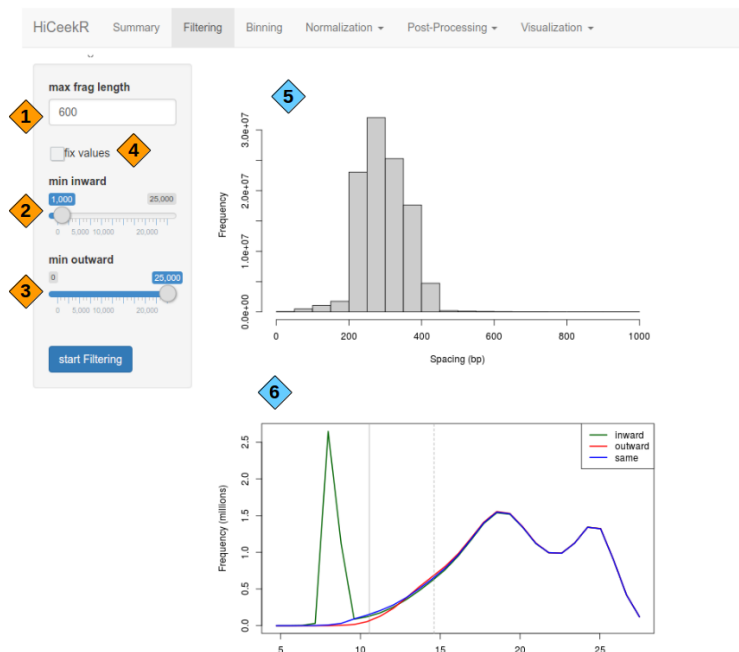 HiCeekR Summary Filtering Binning Normalization Post-Processing Visualization
max frag length
1
600
fix values
4
min inward
2
1,000 25,000
0 5,000 10,000 20,000
min outward
3
0 25,000
0 5,000 10,000 20,000
start Filtering
5
Frequency
0.0e+00 1.0e+07 2.0e+07 3.0e+07
0 200 400 600 800 1000
Spacing (bp)
6
inward
outward
same
Frequency (millions)
0.0 0.5 1.0 1.5 2.0 2.5
5 10 15 20 25